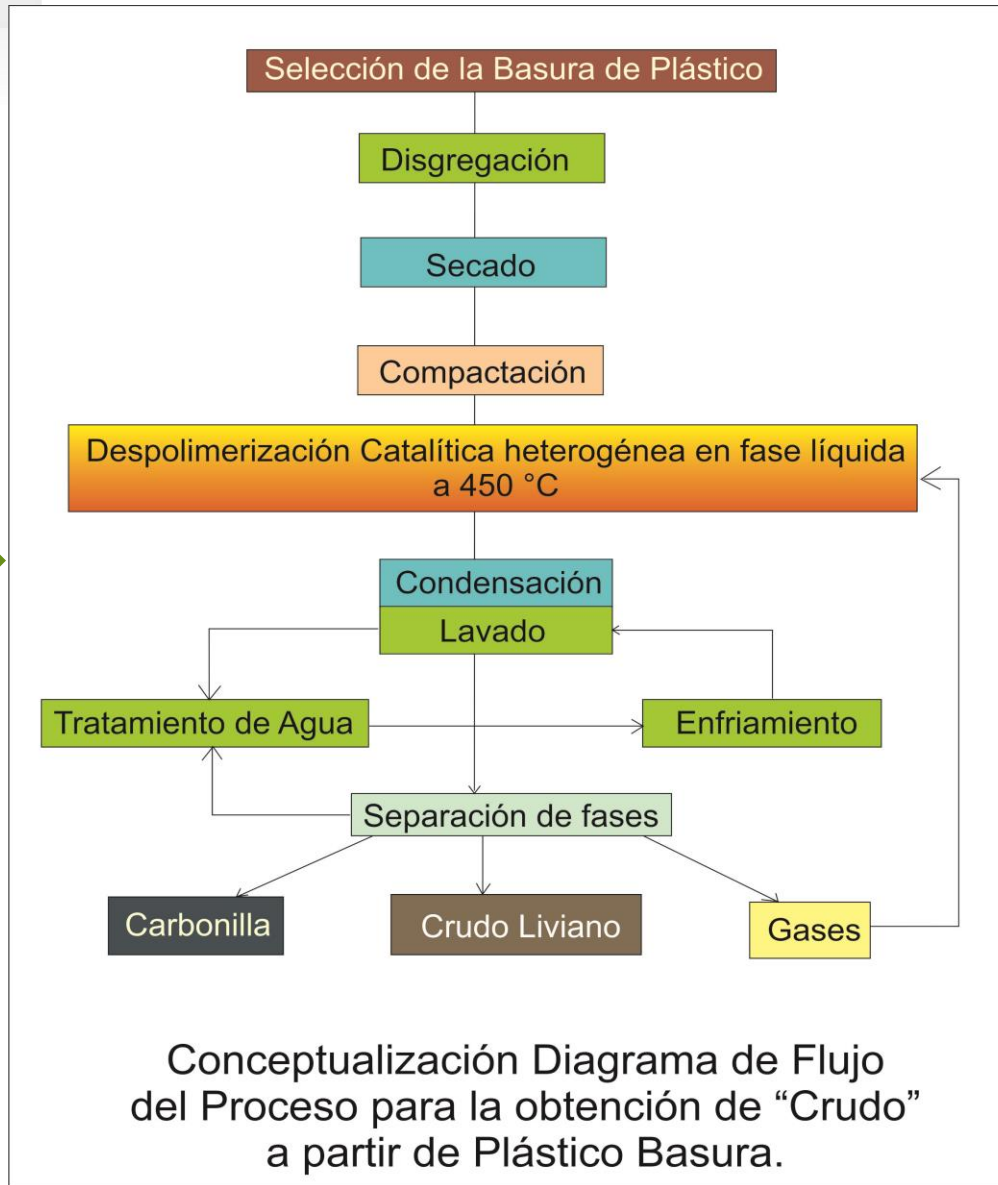 Selección de la Basura de Plástico
Disgregación
Secado
Compactación
Despolimerización Catalítica heterogénea en fase líquida
a 450 °C
Condensación
Lavado
Tratamiento de Agua
Enfriamiento
Separación de fases
Carbonilla
Crudo Liviano
Gases
Conceptualización Diagrama de Flujo
del Proceso para la obtención de “Crudo”
a partir de Plástico Basura.